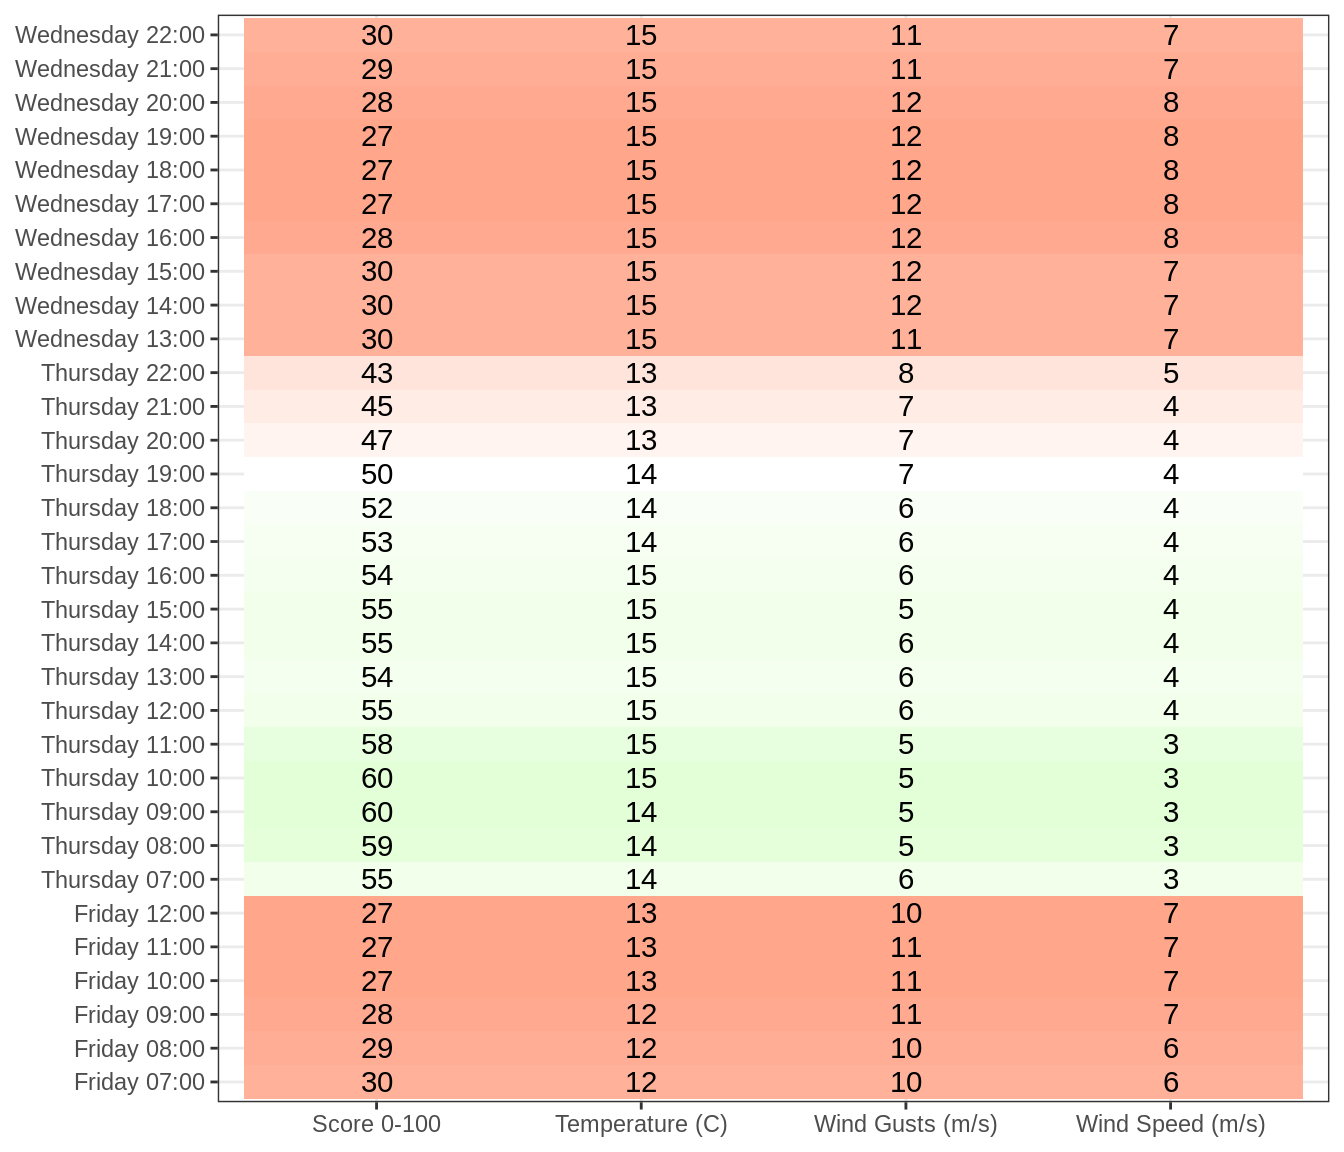 Wednesday 22:00 30 15 11 7
Wednesday 21:00 29 15 11 7
Wednesday 20:00 28 15 12 8
Wednesday 19:00 27 15 12 8
Wednesday 18:00 27 15 12 8
Wednesday 17:00 27 15 12 8
Wednesday 16:00 28 15 12 8
Wednesday 15:00 30 15 12 7
Wednesday 14:00 30 15 12 7
Wednesday 13:00 30 15 11 7
Thursday 22:00 43 13 8 5
Thursday 21:00 45 13 7 4
Thursday 20:00 47 13 7 4
Thursday 19:00 50 14 7 4
Thursday 18:00 52 14 6 4
Thursday 17:00 53 14 6 4
Thursday 16:00 54 15 6 4
Thursday 15:00 55 15 5 4
Thursday 14:00 55 15 6 4
Thursday 13:00 54 15 6 4
Thursday 12:00 55 15 6 4
Thursday 11:00 58 15 5 3
Thursday 10:00 60 15 5 3
Thursday 09:00 60 14 5 3
Thursday 08:00 59 14 5 3
Thursday 07:00 55 14 6 3
Friday 12:00 27 13 10 7
Friday 11:00 27 13 11 7
Friday 10:00 27 13 11 7
Friday 09:00 28 12 11 7
Friday 08:00 29 12 10 6
Friday 07:00 30 12 10 6
Score 0-100 Temperature (C) Wind Gusts (m/s) Wind Speed (m/s)